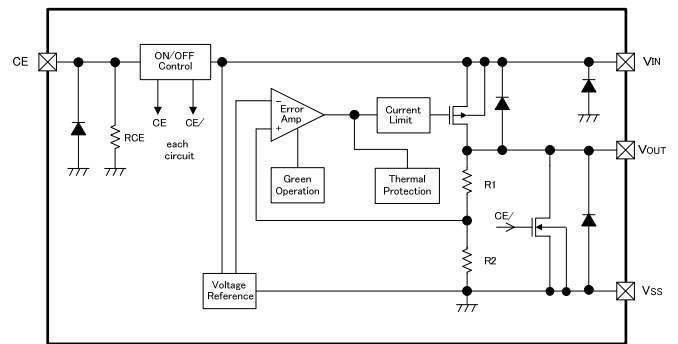 CE
ON/OFF
Control
VIN
CE
CE/
each
circuit
RCE
−
Error
Amp
+
Current
Limit
Green
Operation
Thermal
Protection
VOUT
R1
CE/
R2
Voltage
Reference
VSS